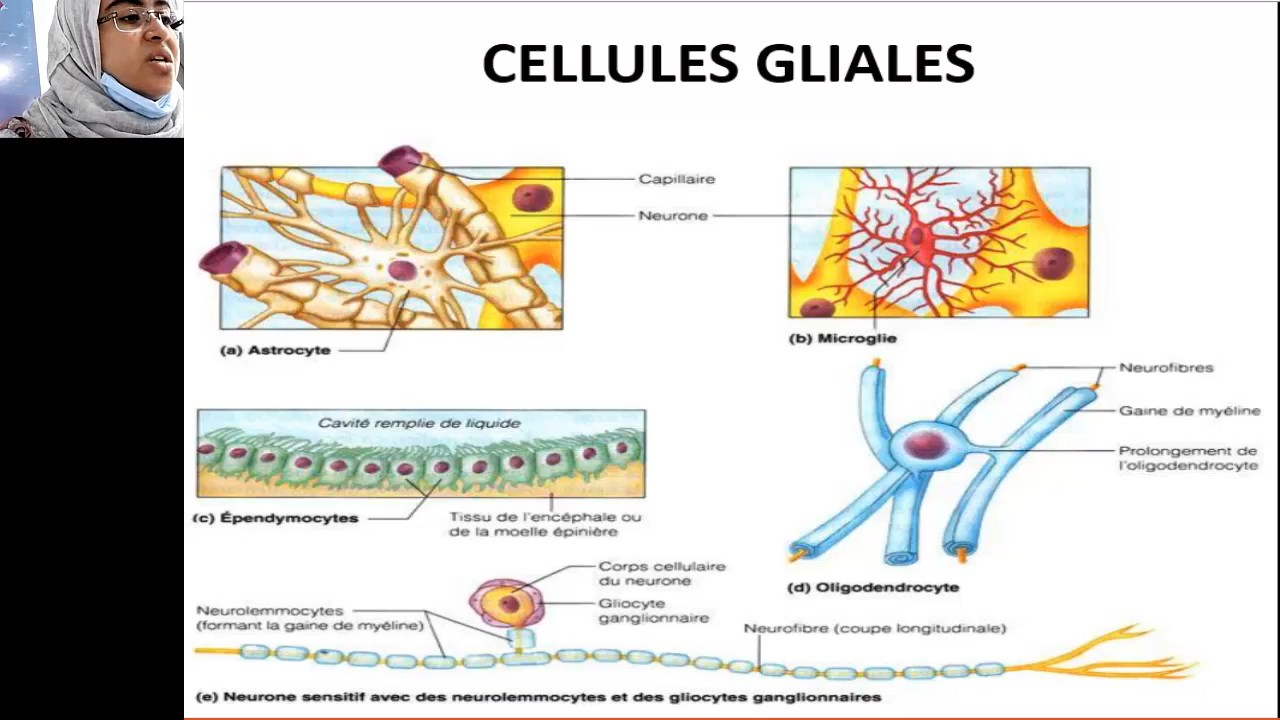 CELLULES GLIALES
Capillaire
Neurone
(a) Astrocyte
(b) Microglie
Cavité remplie de liquide
(c) Épendymocytes
Tissu de l'encéphale ou
de la moelle épinière
Neurofibres
Gaine de myéline
Prolongement de
l'oligodendrocyte
(d) Oligodendrocyte
Corps cellulaire
du neurone
Gliocyte
ganglionnaire
Neurolemmocytes
(formant la gaine de myéline)
Neurofibre (coupe longitudinale)
(e) Neurone sensitif avec des neurolemmocytes et des gliocytes ganglionnaires